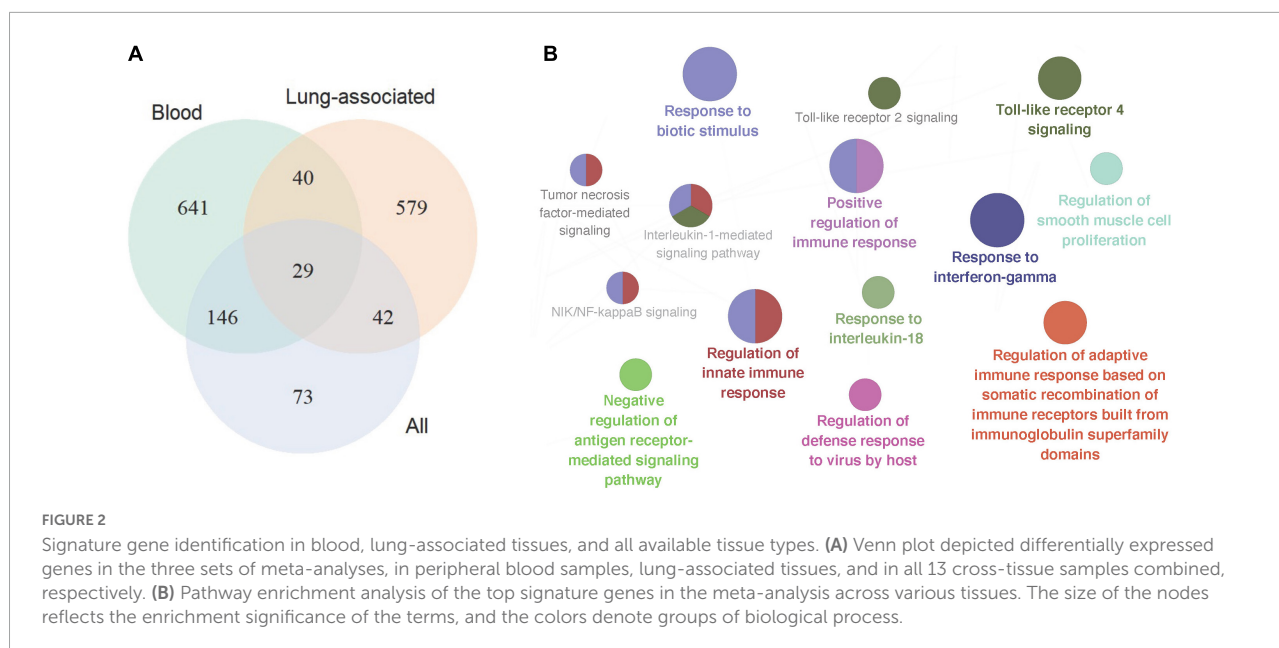 A
Blood
Lung-associated
40
641
579
29
146
42
73
All
B
Response to
biotic stimulus
Toll-like receptor 2 signaling
Toll-like receptor 4
signaling
Tumor necrosis
factor-mediated
signaling
Interleukin-1-mediated
signaling pathway
Positive
regulation of
immune response
Regulation of
smooth muscle cell
proliferation
Response to
interferon-gamma
NIK/NF-kappaB signaling
Response to
interleukin-18
Regulation of
innate immune
response
Regulation of adaptive
immune response based on
somatic recombination of
immune receptors built from
immunoglobulin superfamily
domains
Negative
regulation of
antigen receptor-
mediated signaling
pathway
Regulation of
defense response
to virus by host
FIGURE 2
Signature gene identification in blood, lung-associated tissues, and all available tissue types. (A) Venn plot depicted differentially expressed
genes in the three sets of meta-analyses, in peripheral blood samples, lung-associated tissues, and in all 13 cross-tissue samples combined,
respectively. (B) Pathway enrichment analysis of the top signature genes in the meta-analysis across various tissues. The size of the nodes
reflects the enrichment significance of the terms, and the colors denote groups of biological process.